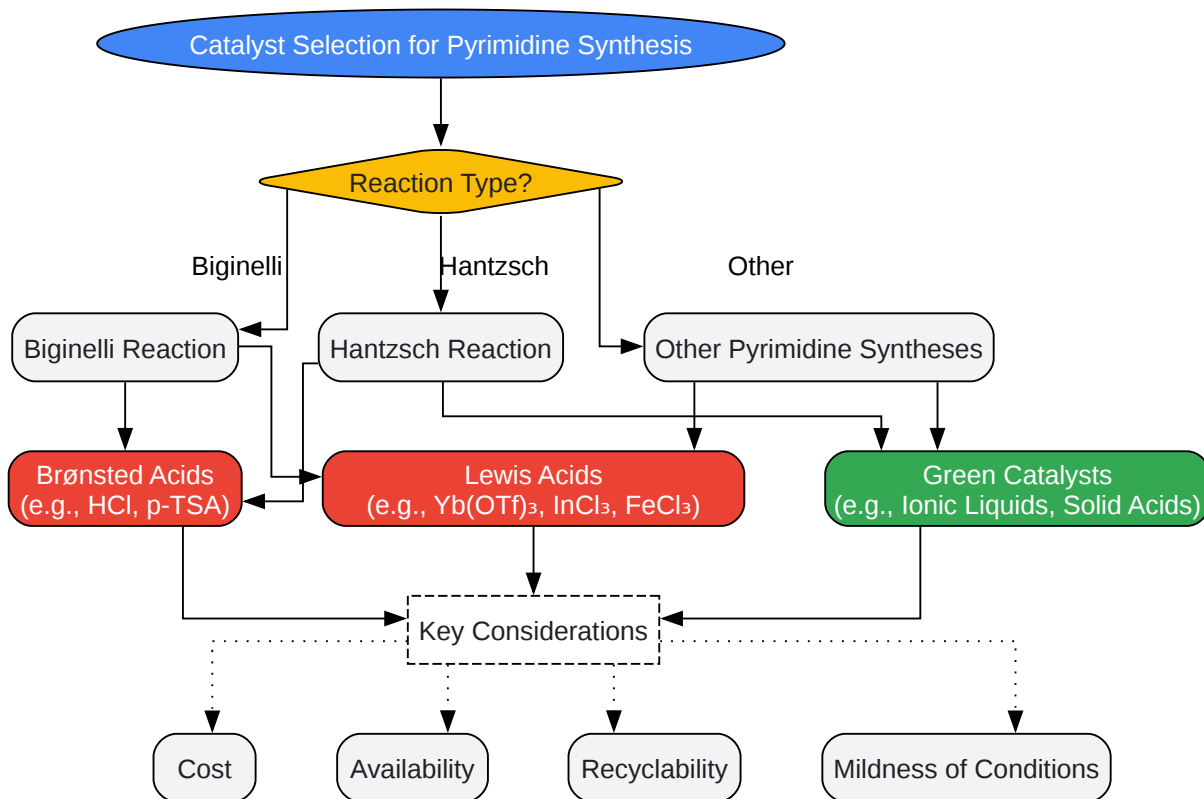 Catalyst Selection for Pyrimidine Synthesis
Reaction Type?
Biginelli
Hantzsch
Other
Biginelli Reaction
Hantzsch Reaction
Other Pyrimidine Syntheses
Brønsted Acids
(e.g., HCl, p-TSA)
Lewis Acids
(e.g., Yb(OTf)₃, InCl₃, FeCl₃)
Green Catalysts
(e.g., Ionic Liquids, Solid Acids)
Key Considerations
Cost
Availability
Recyclability
Mildness of Conditions